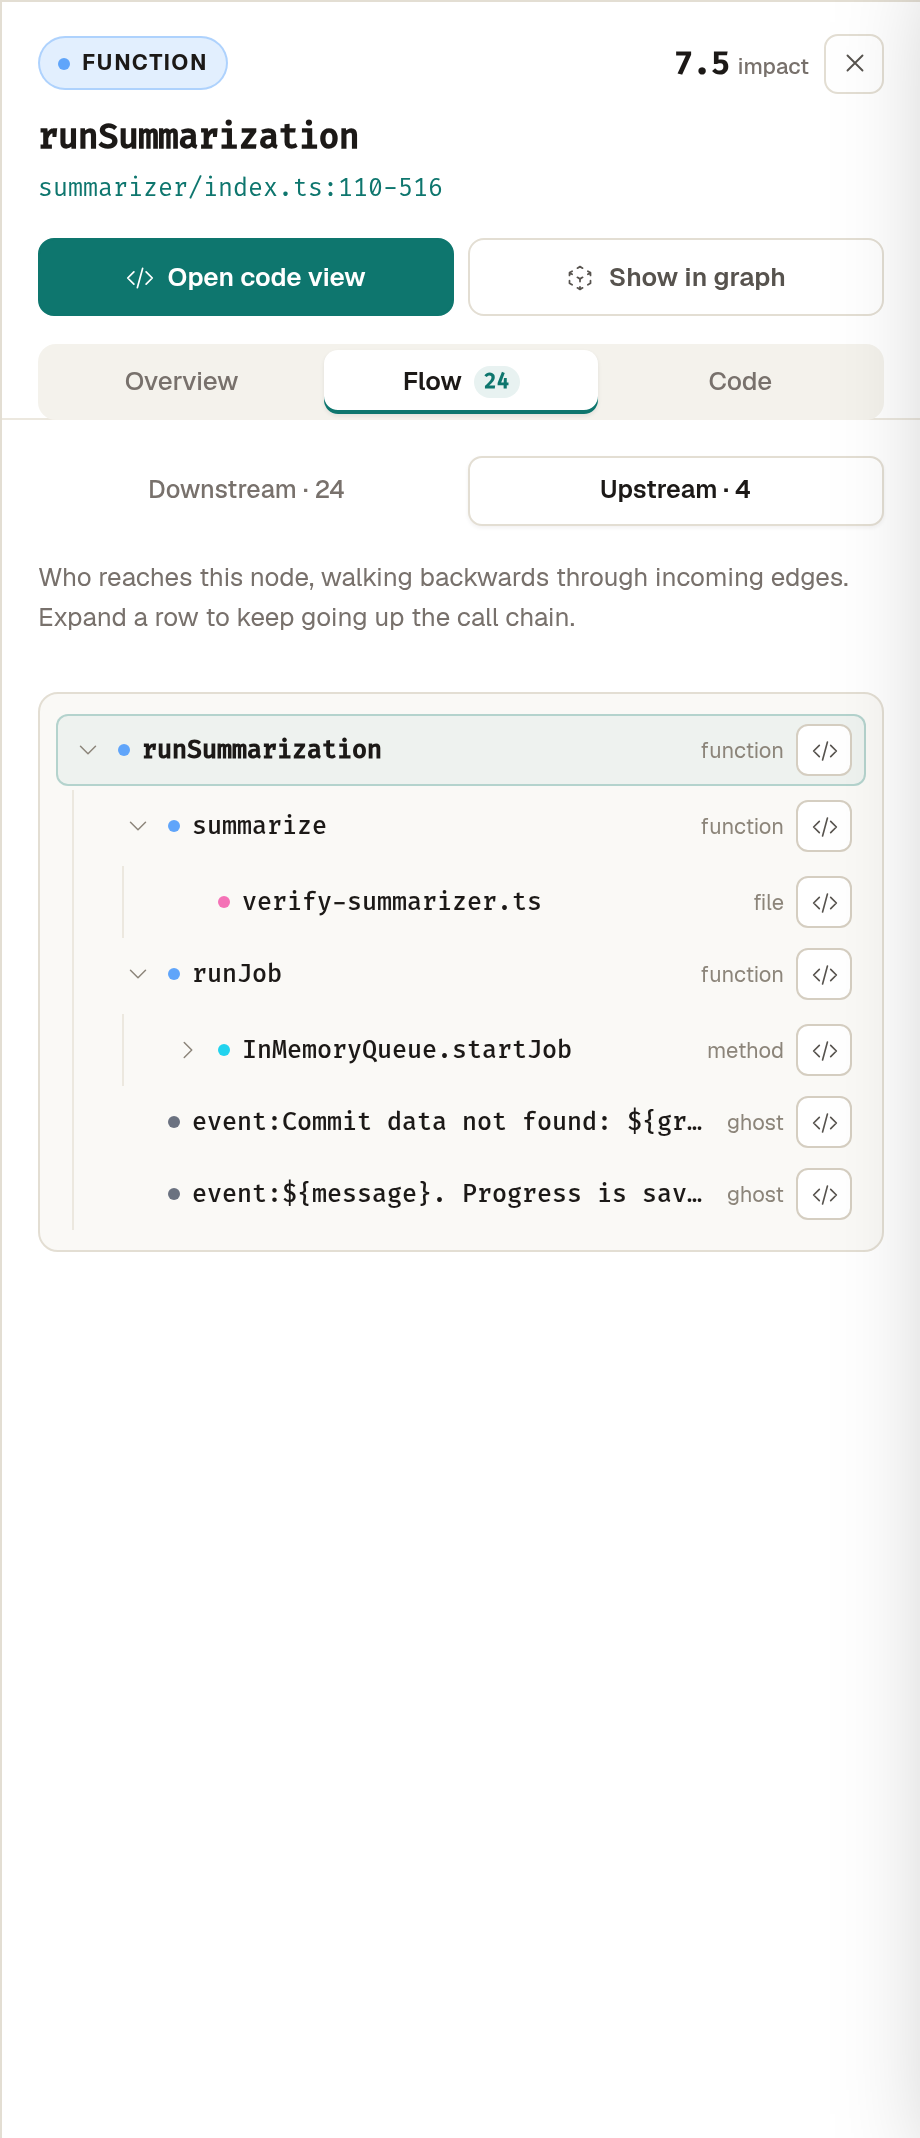 FUNCTION
7.5 impact
runSummarization
summarizer/index.ts:110-516
</> Open code view
Show in graph
Overview
Flow 24
Code
Downstream · 24
Upstream · 4
Who reaches this node, walking backwards through incoming edges.
Expand a row to keep going up the call chain.
runSummarization function </>
summarize function </>
verify-summarizer.ts file </>
runJob function </>
InMemoryQueue.startJob method </>
event:Commit data not found: ${gr… ghost </>
event:${message}. Progress is sav… ghost </>